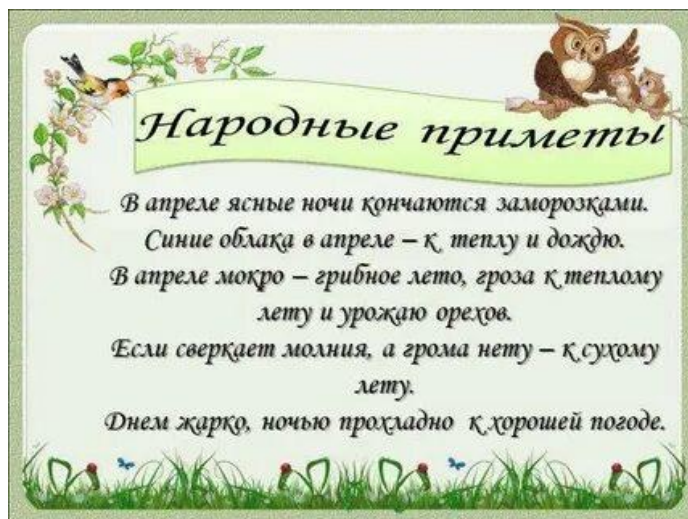 Народные приметы
В апреле ясные ночи кончаются заморозками.
Синие облака в апреле – к теплу и дождю.
В апреле мокро – грибное лето, гроза к теплому
лету и урожаю орехов.
Если сверкает молния, а грома нету – к сухому
лету.
Днем жарко, ночью прохладно к хорошей погоде.